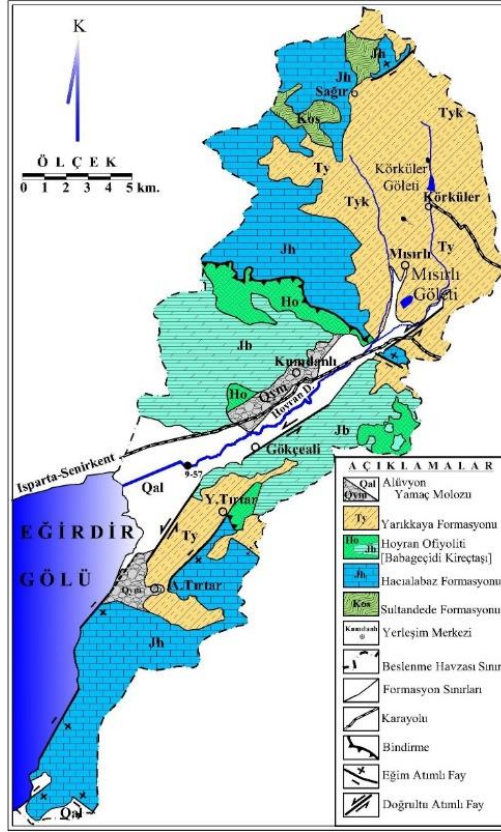 K
Ö L Ç E K
0 1 2 3 4 5 km.
Jh
Jh
Sağır
Kos
Tyk
Ty
Körküler
Göleti
Tyk
Körküler
Jh
Mısırlı
Ty
Mısırlı
Göleti
Ho
Jb
Kumdanlı
Qym
Ho
Hoyran D.
Jb
Gökçeali
Isparta-Senirkent
9-57
Qal
Y.Tırtar
EĞİRDİR
GÖLÜ
Ty
Qym
A.Tırtar
Jh
Qal
A Ç I K L A M A L A R
Qal Alüvyon
Qym Yamaç Molozu
Ty Yarıkkaya Formasyonu
Ho Hoyran Ofiyoliti
Jb [Babageçidi Kireçtaşı]
Jh Hacıalabaz Formasyonu
Kos Sultandede Formasyonu
Kumdanlı Yerleşim Merkezi
Beslenme Havzası Sınır
Formasyon Sınırları
Karayolu
Bindirme
Eğim Atımlı Fay
Doğrultu Atımlı Fay